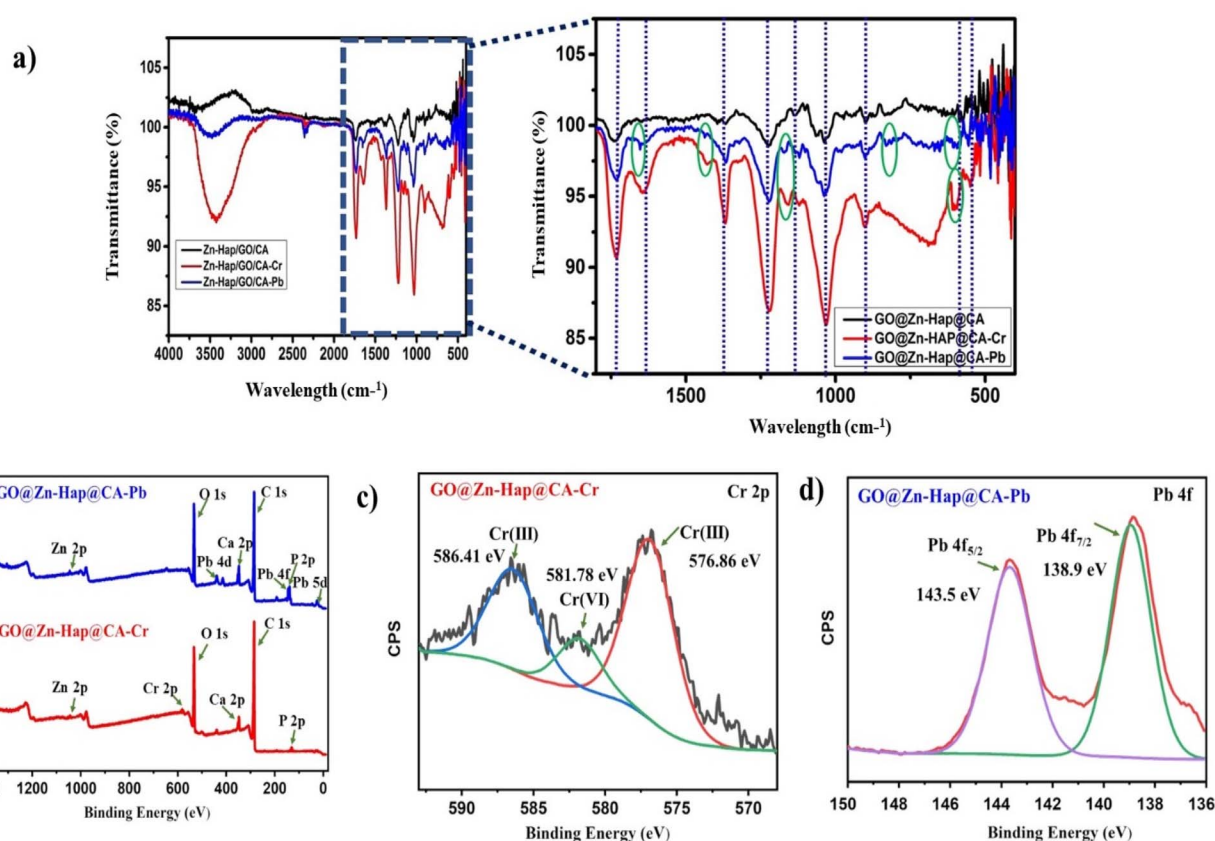 a)
105
100
95
90
85
Transmittance (%)
Zn-Hap/GO/CA
Zn-Hap/GO/CA-Cr
Zn-Hap/GO/CA-Pb
4000 3500 3000 2500 2000 1500 1000 500
Wavelength (cm-1)
105
100
95
90
85
Transmittance (%)
GO@Zn-Hap@CA
GO@Zn-HAP@CA-Cr
GO@Zn-Hap@CA-Pb
1500 1000 500
Wavelength (cm-1)
GO@Zn-Hap@CA-Pb
O 1s
C 1s
Zn 2p
Ca 2p
Pb 4d
P 2p
Pb 4f
Pb 5d
GO@Zn-Hap@CA-Cr
O 1s
C 1s
Zn 2p
Cr 2p
Ca 2p
P 2p
1200 1000 800 600 400 200 0
Binding Energy (eV)
c)
GO@Zn-Hap@CA-Cr
Cr 2p
Cr(III)
586.41 eV
581.78 eV
Cr(VI)
Cr(III)
576.86 eV
CPS
590 585 580 575 570
Binding Energy (eV)
d)
GO@Zn-Hap@CA-Pb
Pb 4f
Pb 4f5/2
143.5 eV
Pb 4f7/2
138.9 eV
CPS
150 148 146 144 142 140 138 136
Binding Energy (eV)